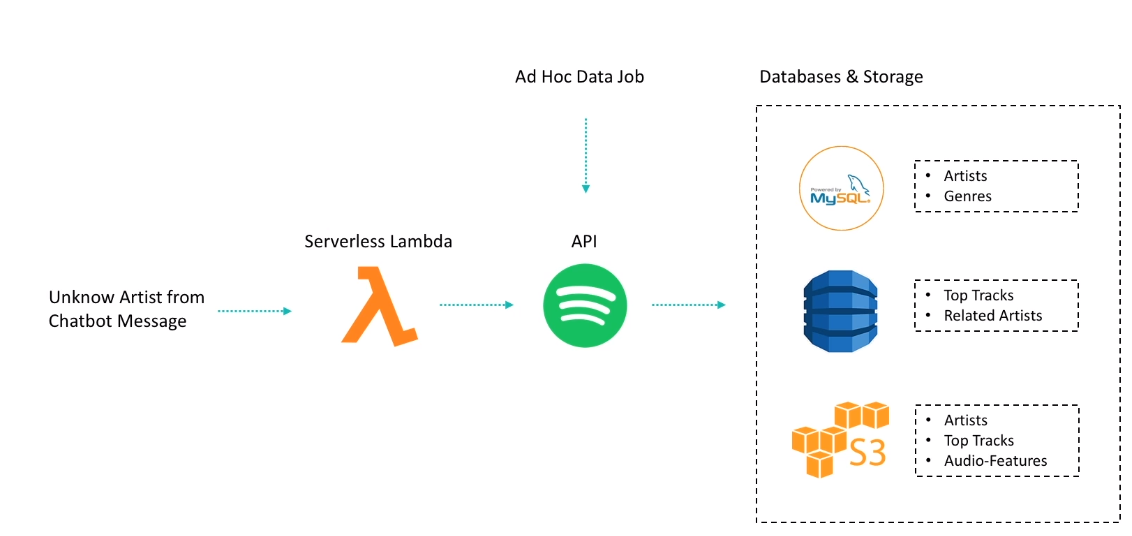 Ad Hoc Data Job
Databases & Storage
Powered by
MySQL®
• Artists
• Genres
Serverless Lambda
API
Unknow Artist from
Chatbot Message
• Top Tracks
• Related Artists
S3
• Artists
• Top Tracks
• Audio-Features